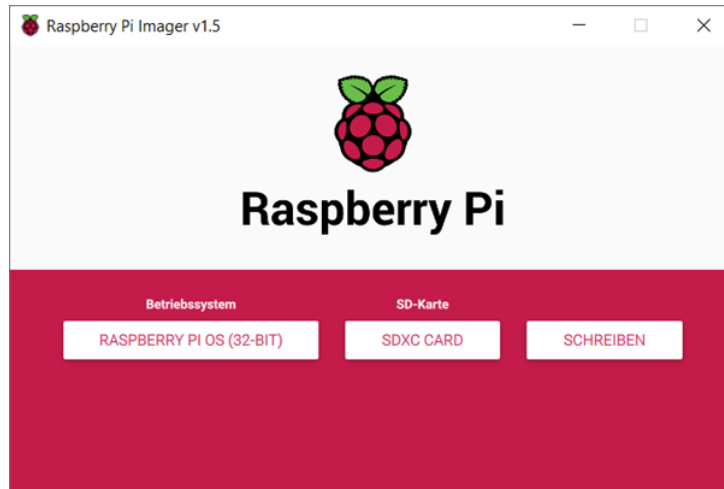 Raspberry Pi Imager v1.5
Raspberry Pi
Betriebssystem
SD-Karte
RASPBERRY PI OS (32-BIT)
SDXC CARD
SCHREIBEN